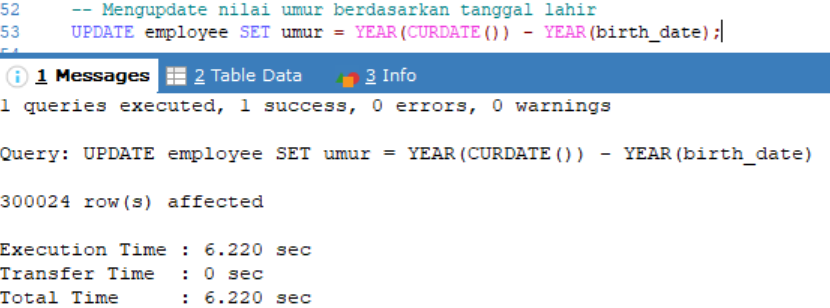 52 -- Mengupdate nilai umur berdasarkan tanggal lahir
53 UPDATE employee SET umur = YEAR(CURDATE()) - YEAR(birth_date);
1 Messages 2 Table Data 3 Info
1 queries executed, 1 success, 0 errors, 0 warnings
Query: UPDATE employee SET umur = YEAR(CURDATE()) - YEAR(birth_date)
300024 row(s) affected
Execution Time : 6.220 sec
Transfer Time : 0 sec
Total Time : 6.220 sec